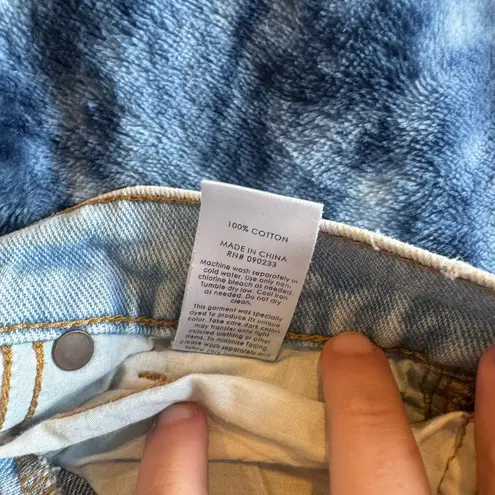 100% COTTON
MADE IN CHINA
RN# 090233
Machine wash separately in
cold water. Use only non-
chlorine bleach as needed.
Tumble dry low. Cool iron
as needed. Do not dry
clean.
This garment was specially
dyed to produce its unique
color. Take care, dark colors
may transfer onto light
colored clothing or other
items. To minimize fading
please wash separately and
follow care